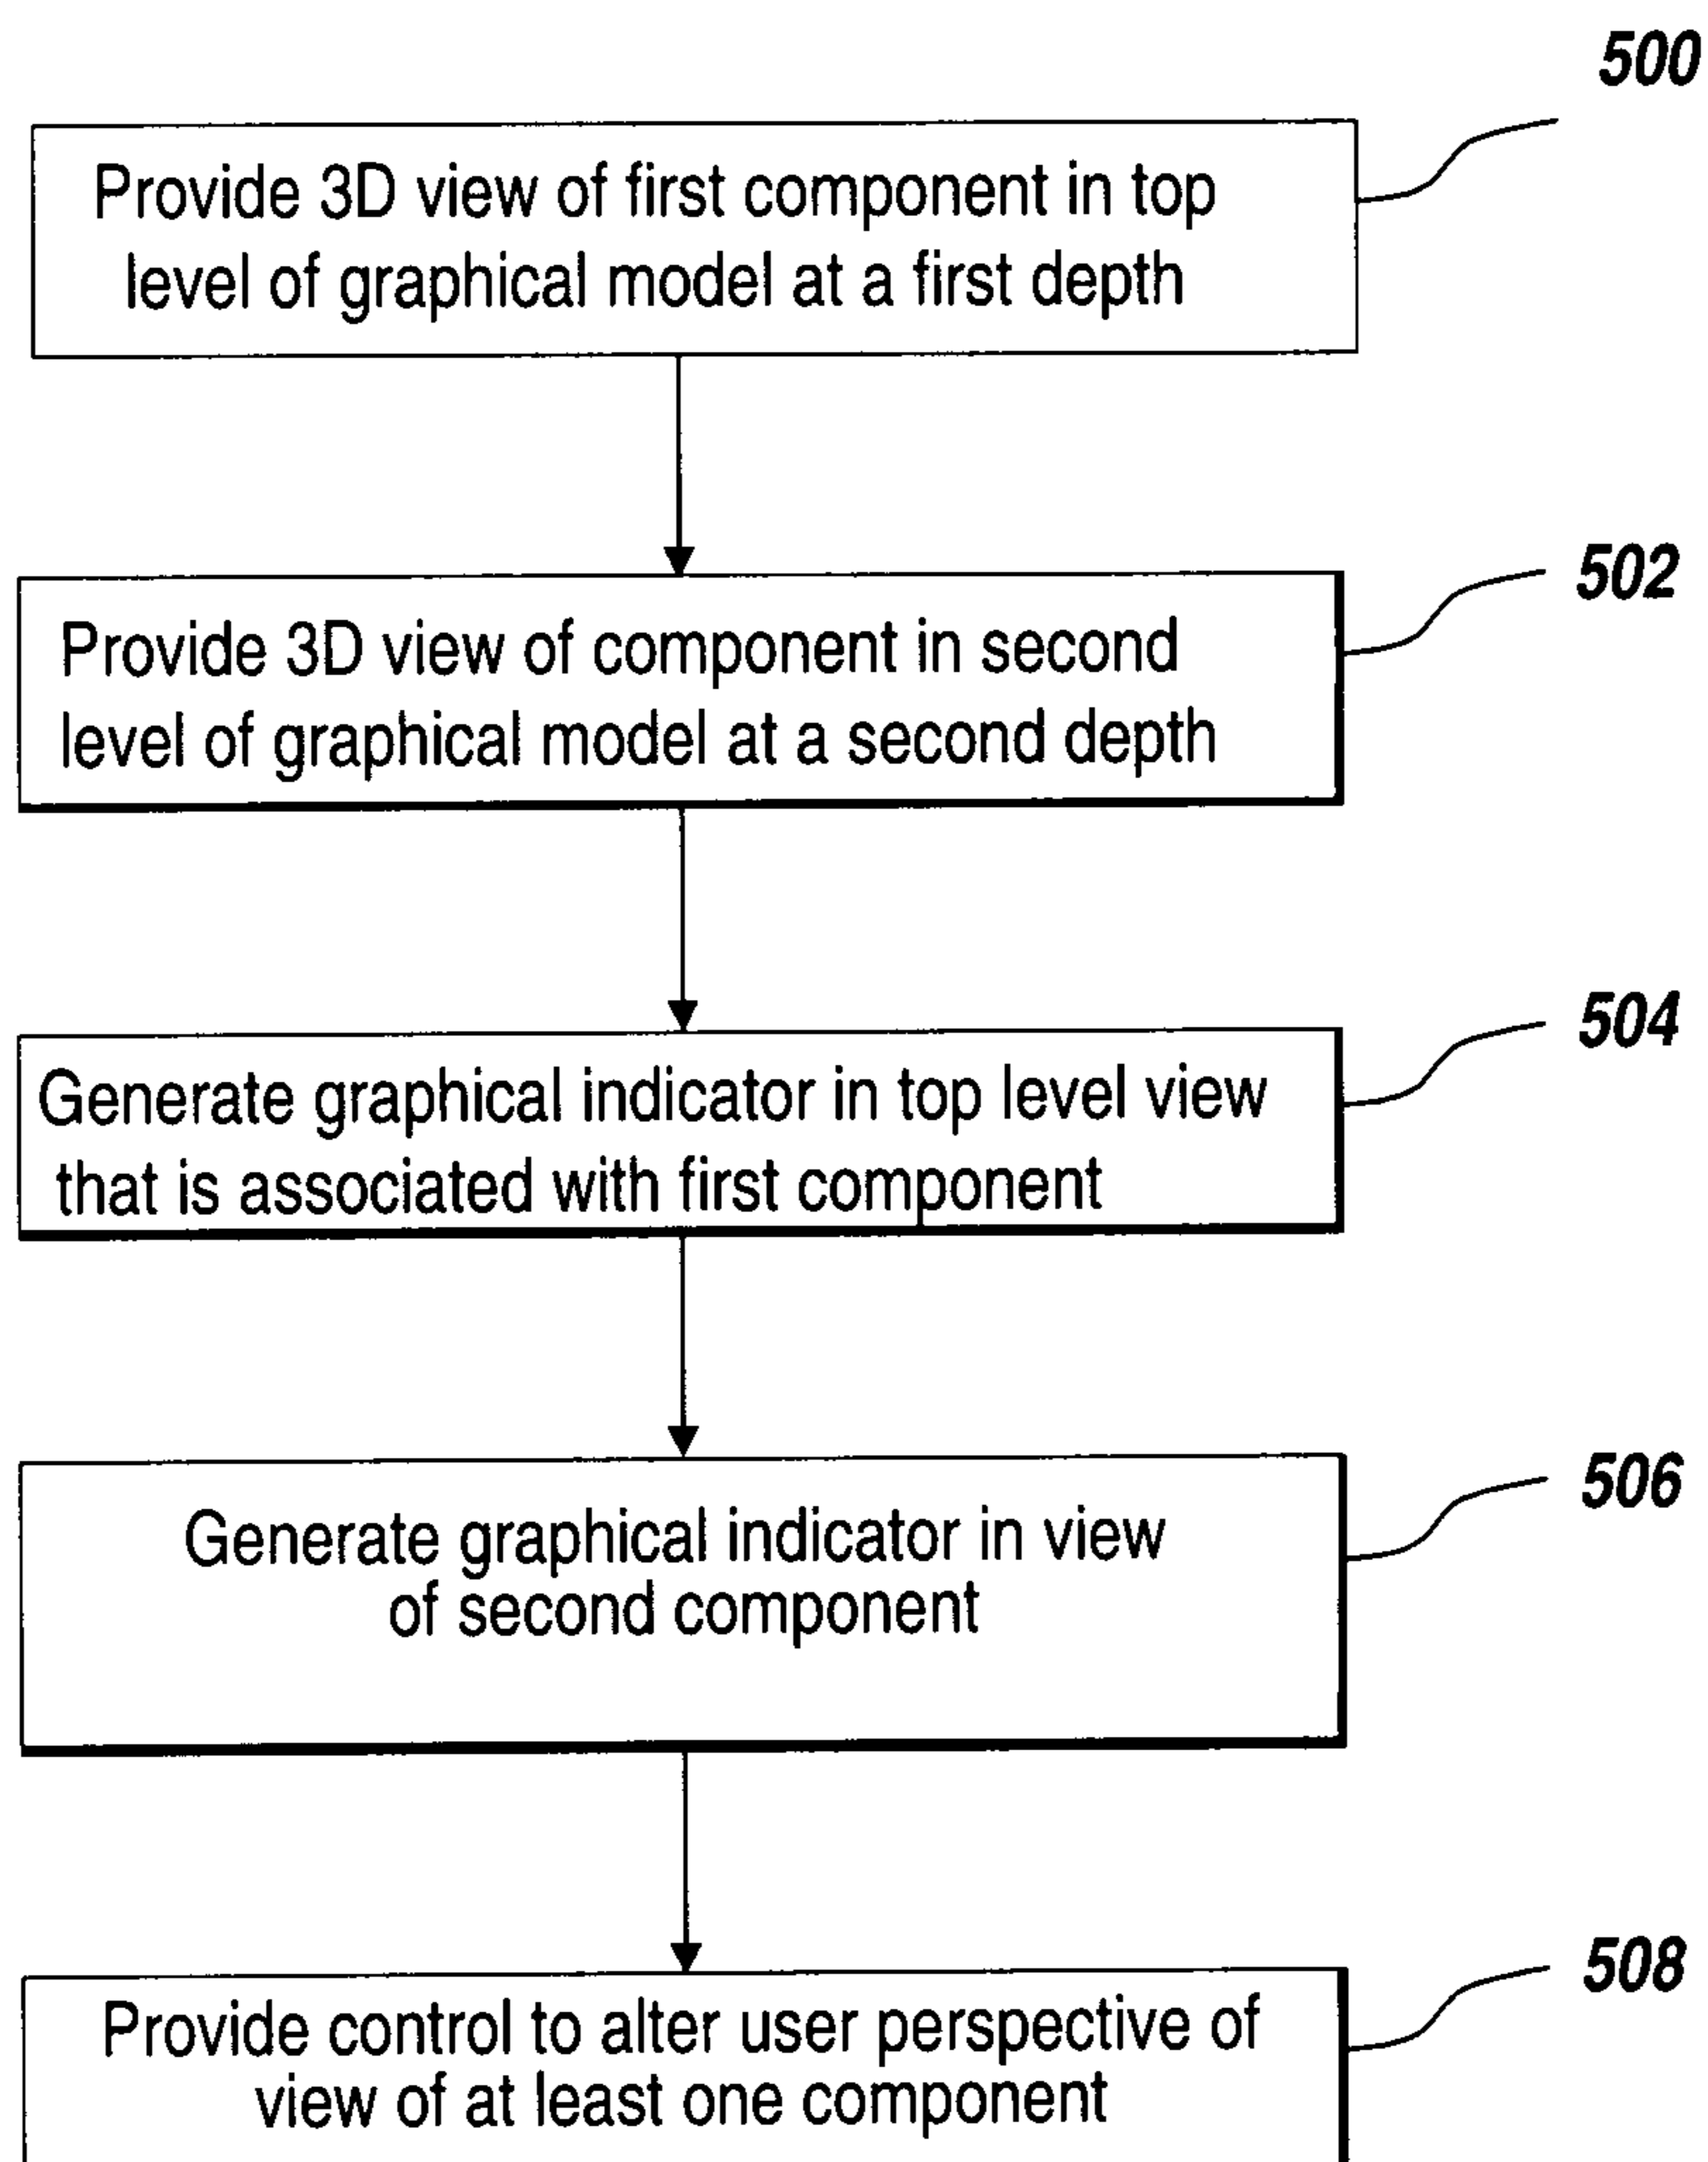 500
Provide 3D view of first component in top
level of graphical model at a first depth
502
Provide 3D view of component in second
level of graphical model at a second depth
504
Generate graphical indicator in top level view
that is associated with first component
506
Generate graphical indicator in view
of second component
508
Provide control to alter user perspective of
view of at least one component